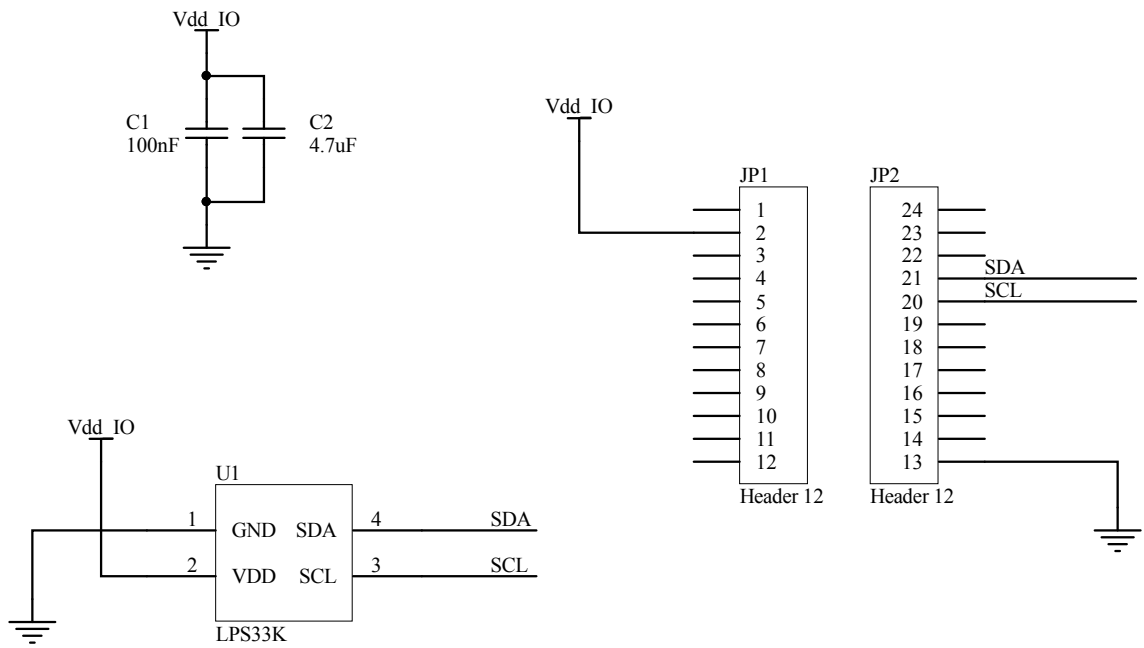 Vdd_IO
C1
100nF
C2
4.7uF
Vdd_IO
JP1
1
2
3
4
5
6
7
8
9
10
11
12
Header 12
JP2
24
23
22
21
20
19
18
17
16
15
14
13
Header 12
SDA
SCL
Vdd_IO
U1
1 GND SDA 4 SDA
2 VDD SCL 3 SCL
LPS33K